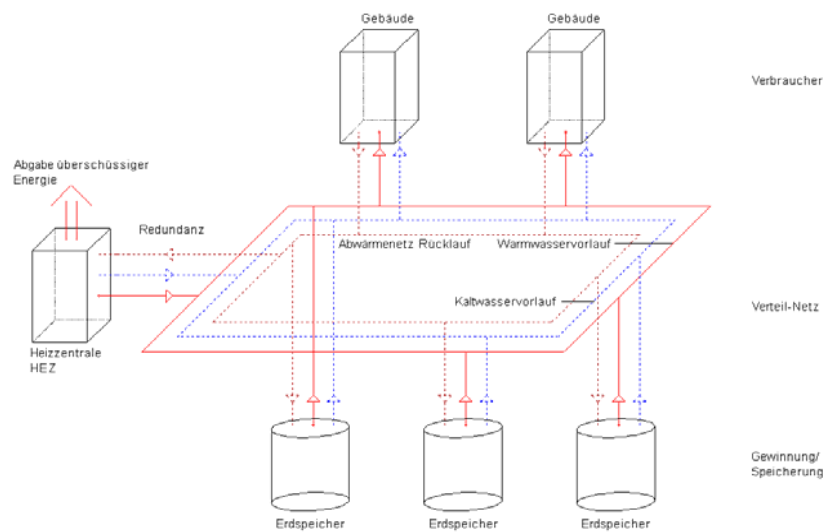 Gebäude
Gebäude
Verbraucher
Abgabe überschüssiger
Energie
Redundanz
Abwärmenetz Rücklauf
Warmwasservorlauf
Kaltwasservorlauf
Verteil-Netz
Heizzentrale
HEZ
Gewinnung/
Speicherung
Erdspeicher
Erdspeicher
Erdspeicher